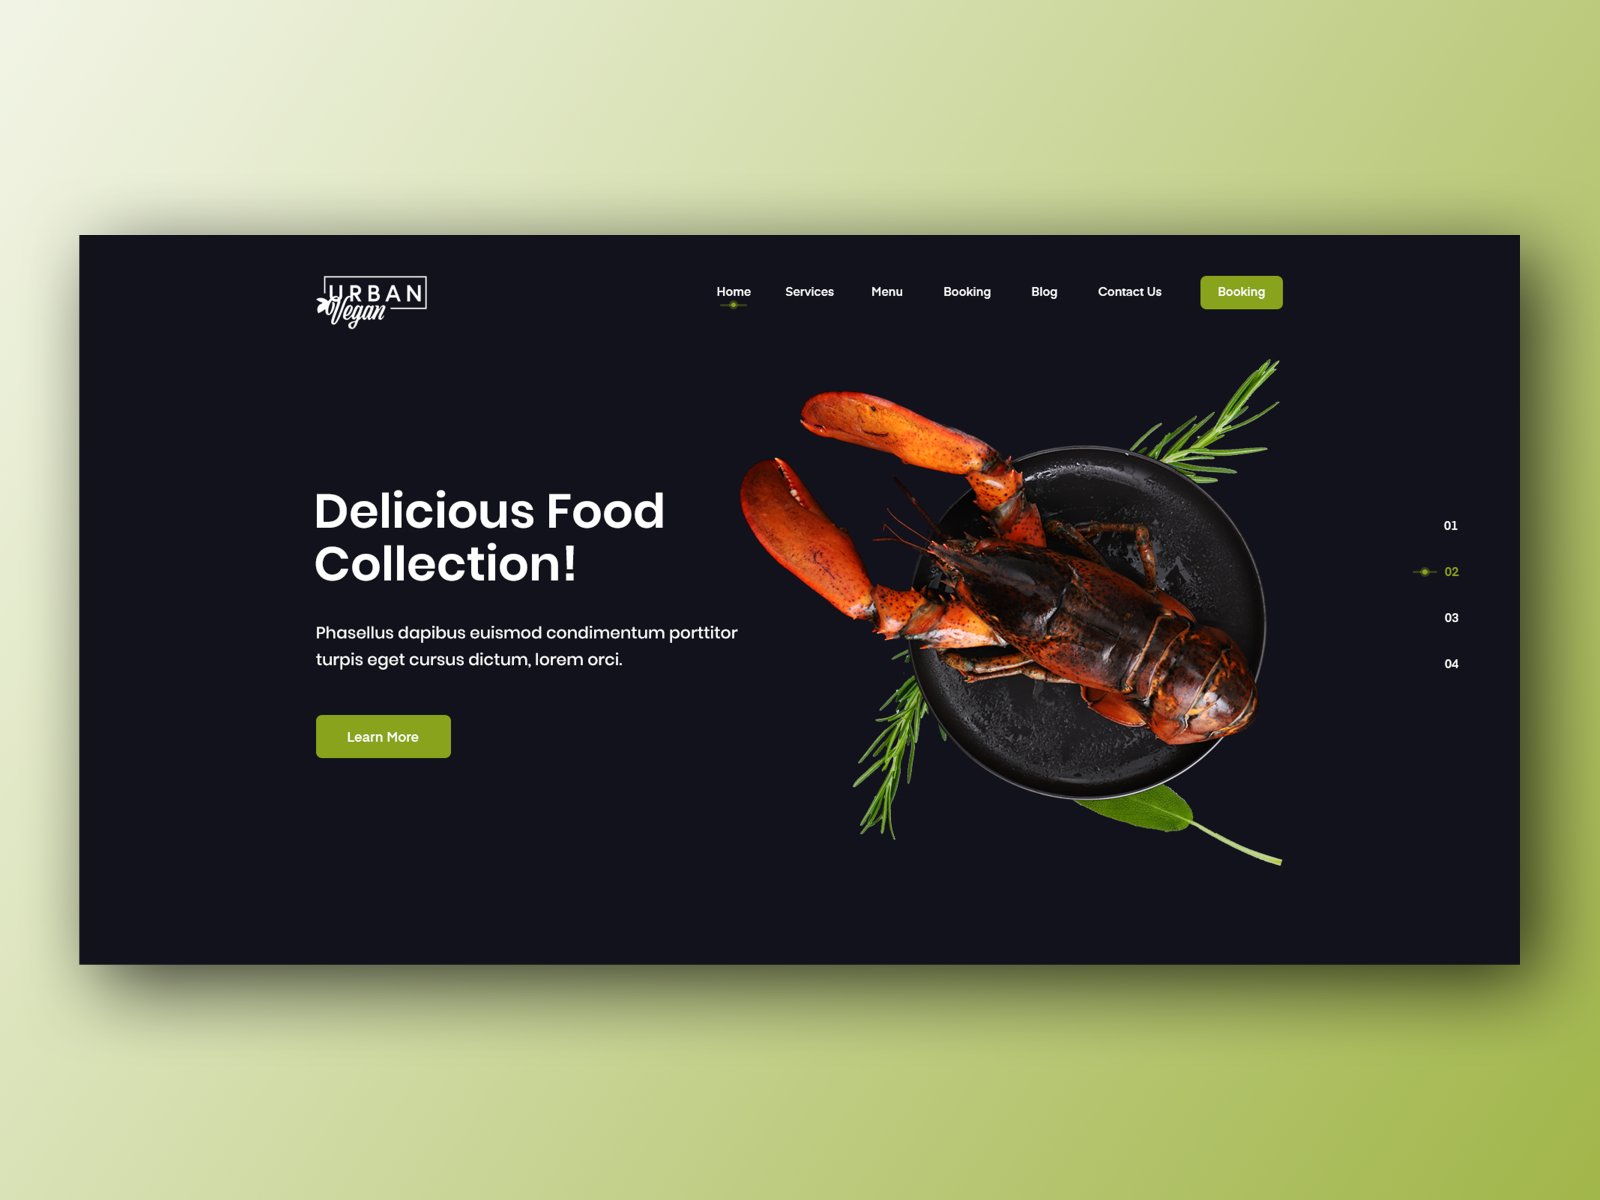 URBAN
Vegan
Home Services Menu Booking Blog Contact Us Booking
Delicious Food
Collection!
Phasellus dapibus euismod condimentum porttitor
turpis eget cursus dictum, lorem orci.
Learn More
01
02
03
04